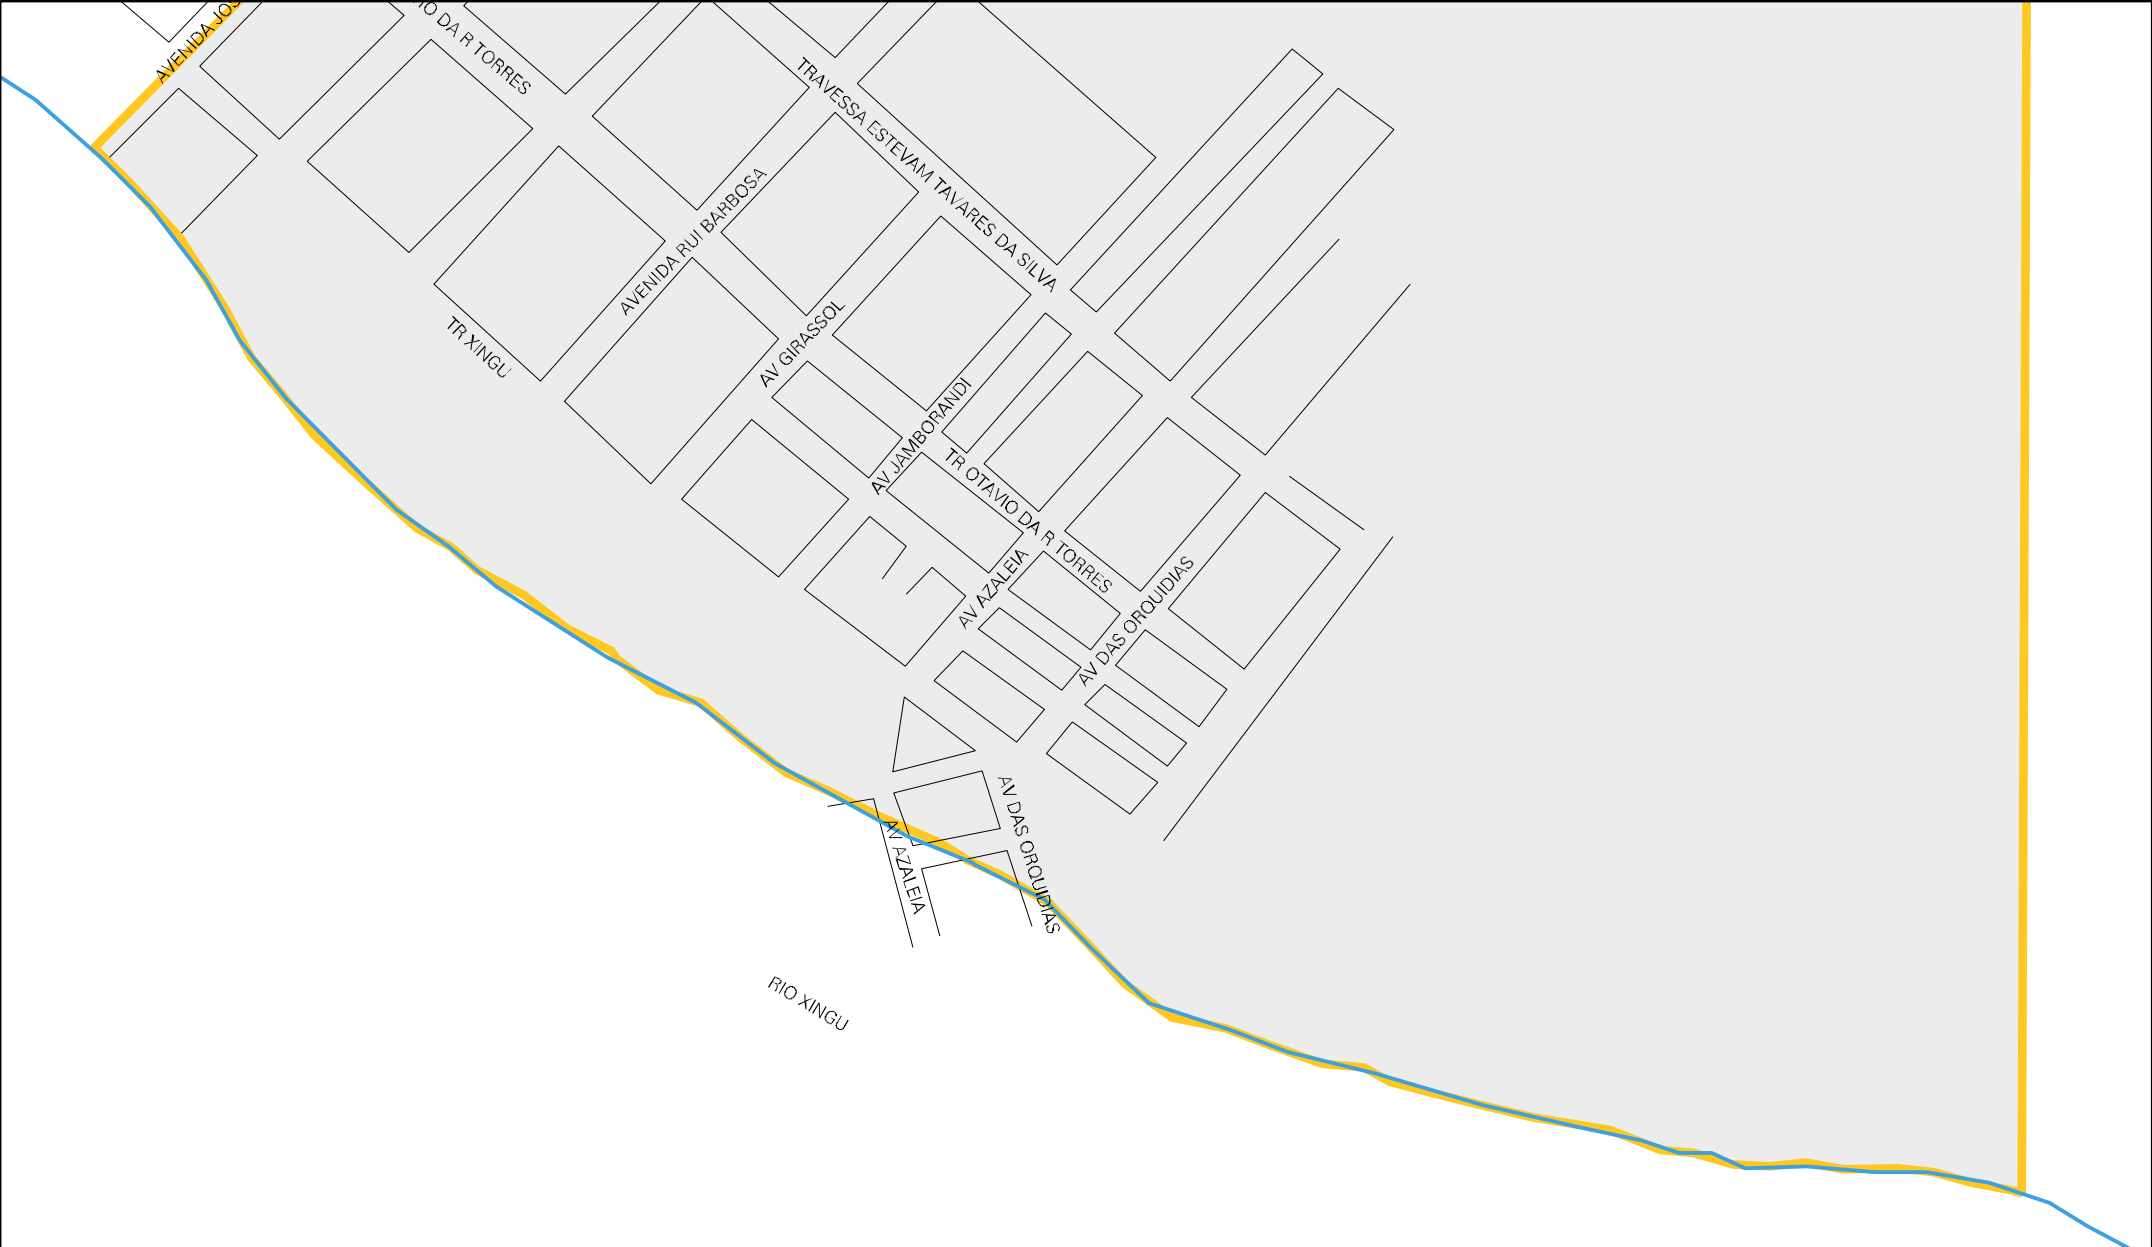 AVENIDA JOS
IO DA R TORRES
TRAVESSA ESTEVAM TAVARES DA SILVA
AVENIDA RUI BARBOSA
TR XINGU
AV GIRASSOL
AV JAMBORANDI
TR OTAVIO DA R TORRES
AV AZALEIA
AV DAS ORQUIDIAS
AV DAS ORQUIDIAS
AV AZALEIA
RIO XINGU